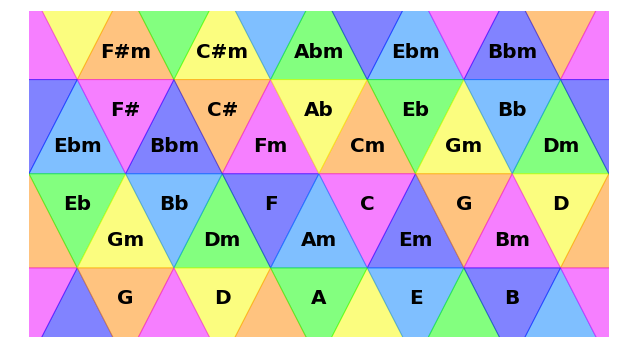 F#m C#m Abm Ebm Bbm
F# C# Ab Eb Bb
Ebm Bbm Fm Cm Gm Dm
Eb Bb F C G D
Gm Dm Am Em Bm
G D A E B